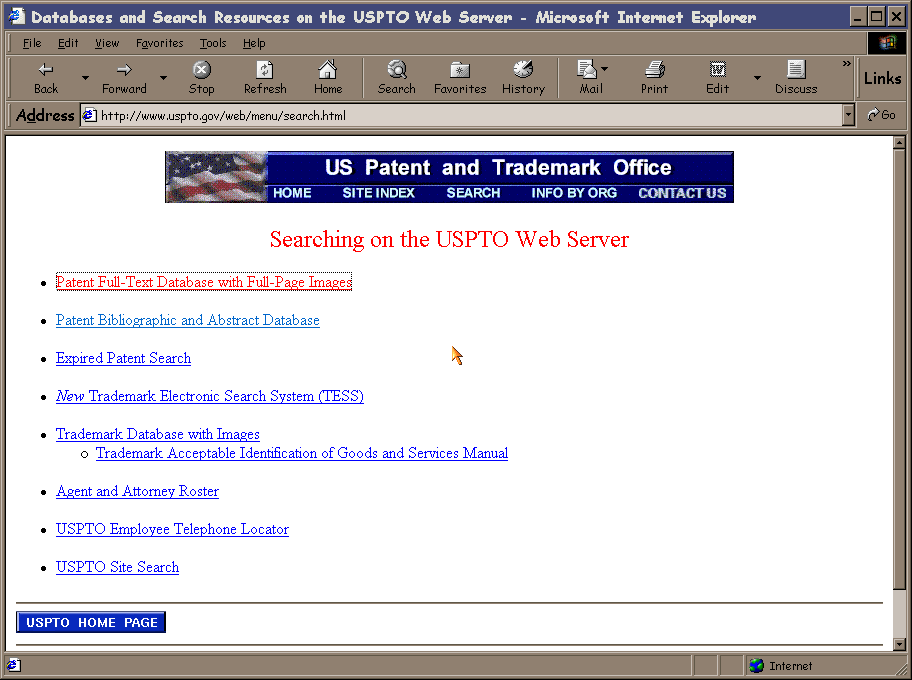 Databases and Search Resources on the USPTO Web Server - Microsoft Internet Explorer
File Edit View Favorites Tools Help
Back Forward Stop Refresh Home Search Favorites History Mail Print Edit Discuss » Links
Address http://www.uspto.gov/web/menu/search.html Go
US Patent and Trademark Office
HOME SITE INDEX SEARCH INFO BY ORG CONTACT US
Searching on the USPTO Web Server
Patent Full-Text Database with Full-Page Images
Patent Bibliographic and Abstract Database
Expired Patent Search
New Trademark Electronic Search System (TESS)
Trademark Database with Images
Trademark Acceptable Identification of Goods and Services Manual
Agent and Attorney Roster
USPTO Employee Telephone Locator
USPTO Site Search
USPTO HOME PAGE
Internet